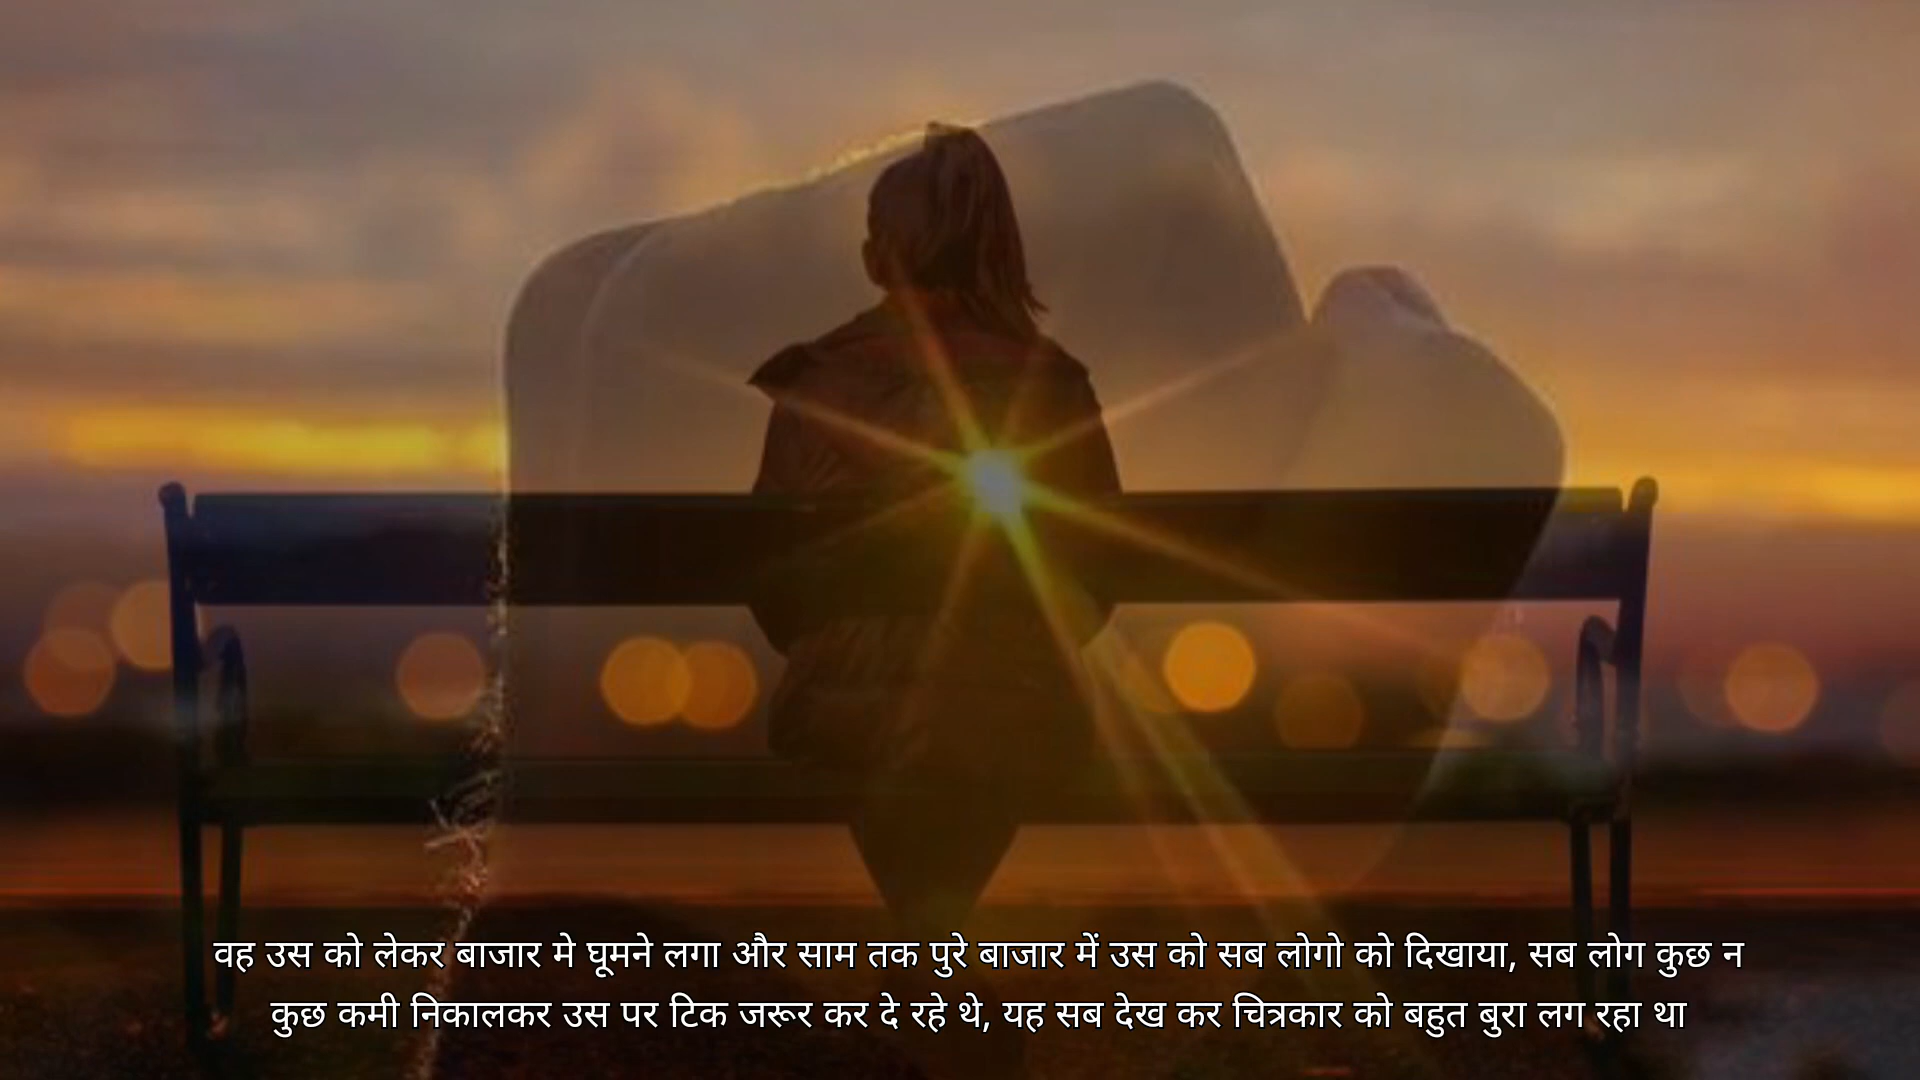 वह उस को लेकर बाजार मे घूमने लगा और साम तक पुरे बाजार में उस को सब लोगो को दिखाया, सब लोग कुछ न
कुछ कमी निकालकर उस पर टिक जरूर कर दे रहे थे, यह सब देख कर चित्रकार को बहुत बुरा लग रहा था